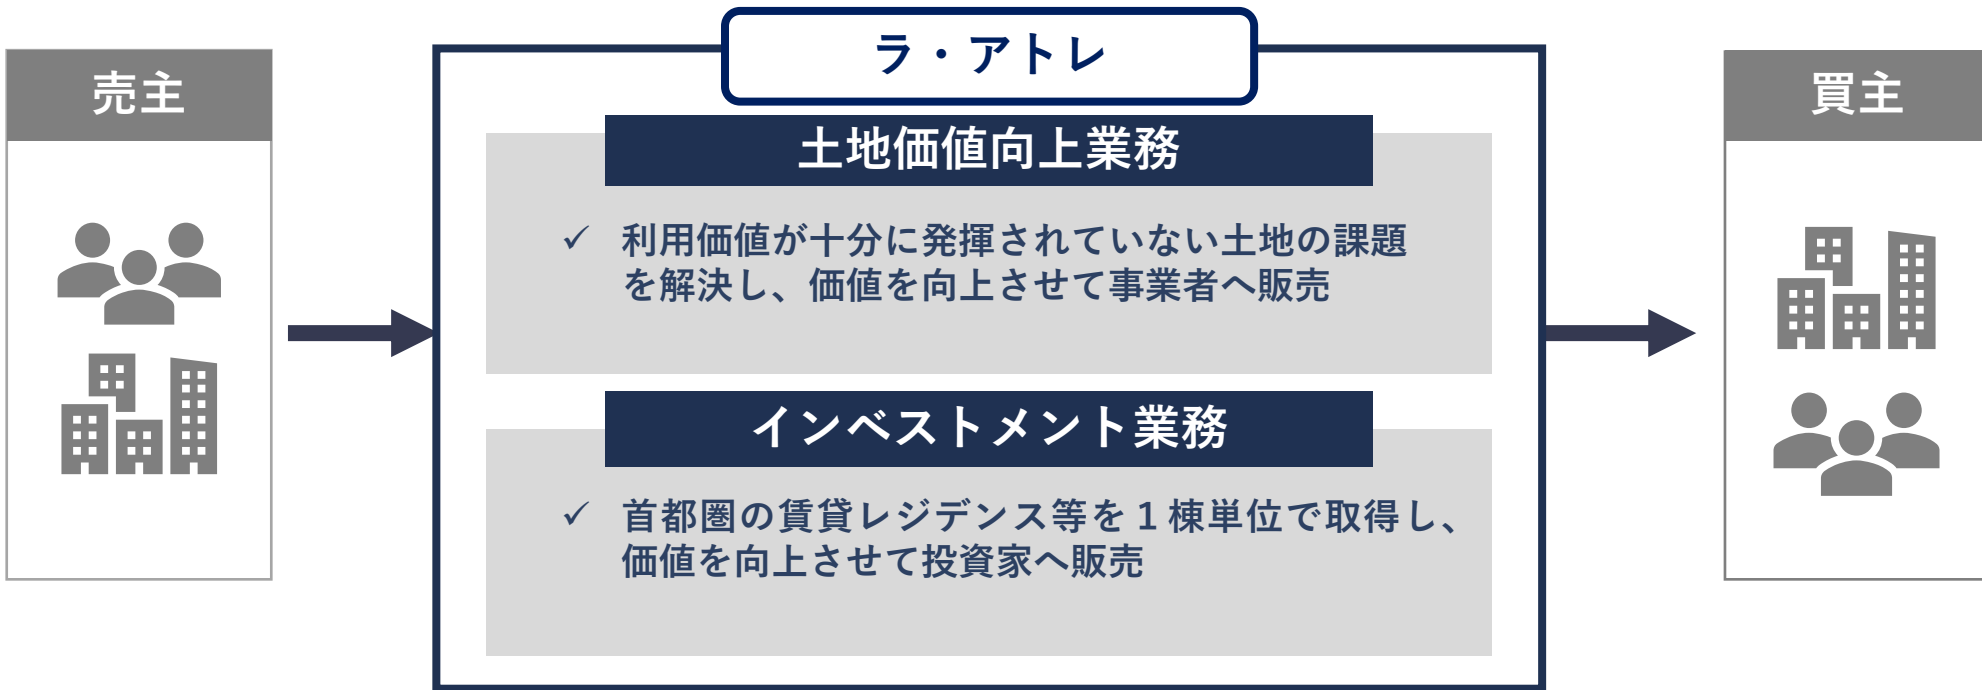 売主
ラ・アトレ
土地価値向上業務
✓ 利用価値が十分に発揮されていない土地の課題
を解決し、価値を向上させて事業者へ販売
インベストメント業務
✓ 首都圏の賃貸レジデンス等を１棟単位で取得し、
価値を向上させて投資家へ販売
買主